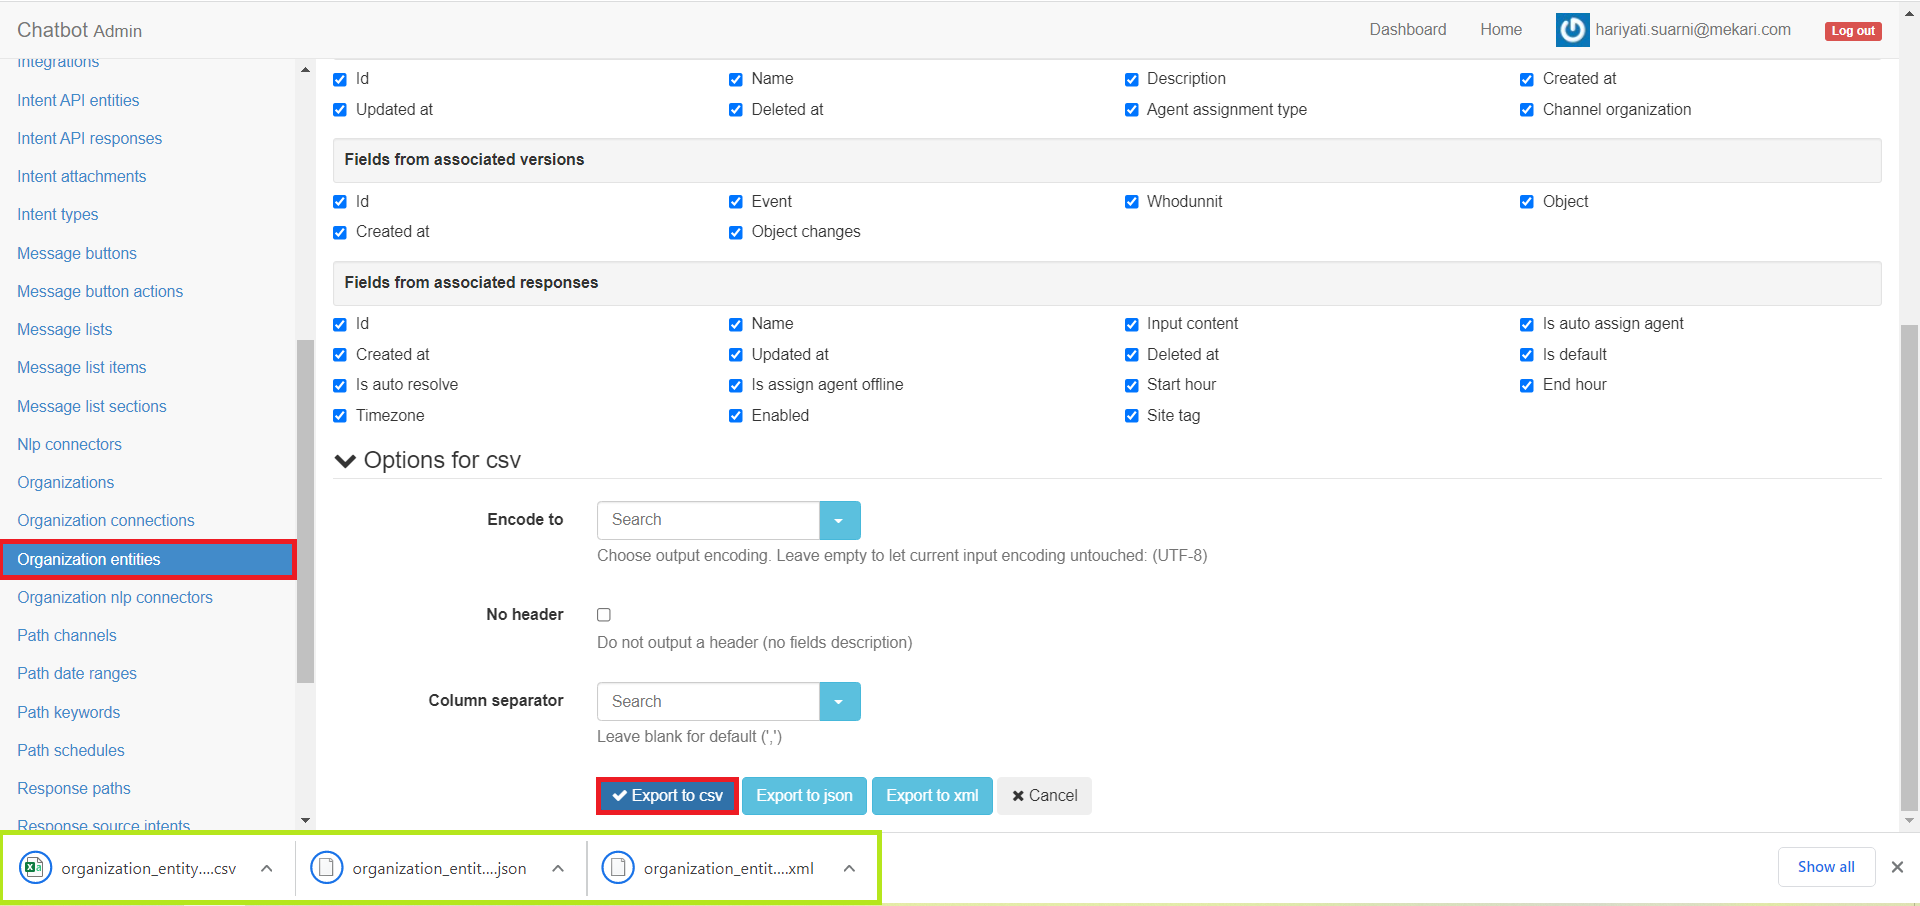 Chatbot Admin
Dashboard
Home
hariyati.suarni@mekari.com
Log out
Integrations
Intent API entities
Intent API responses
Intent attachments
Intent types
Message buttons
Message button actions
Message lists
Message list items
Message list sections
Nlp connectors
Organizations
Organization connections
Organization entities
Organization nlp connectors
Path channels
Path date ranges
Path keywords
Path schedules
Response paths
Response source intents
Id Name Description Created at
Updated at Deleted at Agent assignment type Channel organization
Fields from associated versions
Id Event Whodunnit Object
Created at Object changes
Fields from associated responses
Id Name Input content Is auto assign agent
Created at Updated at Deleted at Is default
Is auto resolve Is assign agent offline Start hour End hour
Timezone Enabled Site tag
Options for csv
Encode to Search
Choose output encoding. Leave empty to let current input encoding untouched: (UTF-8)
No header
Do not output a header (no fields description)
Column separator Search
Leave blank for default (',')
Export to csv Export to json Export to xml Cancel
organization_entity....csv organization_entit....json organization_entit....xml Show all